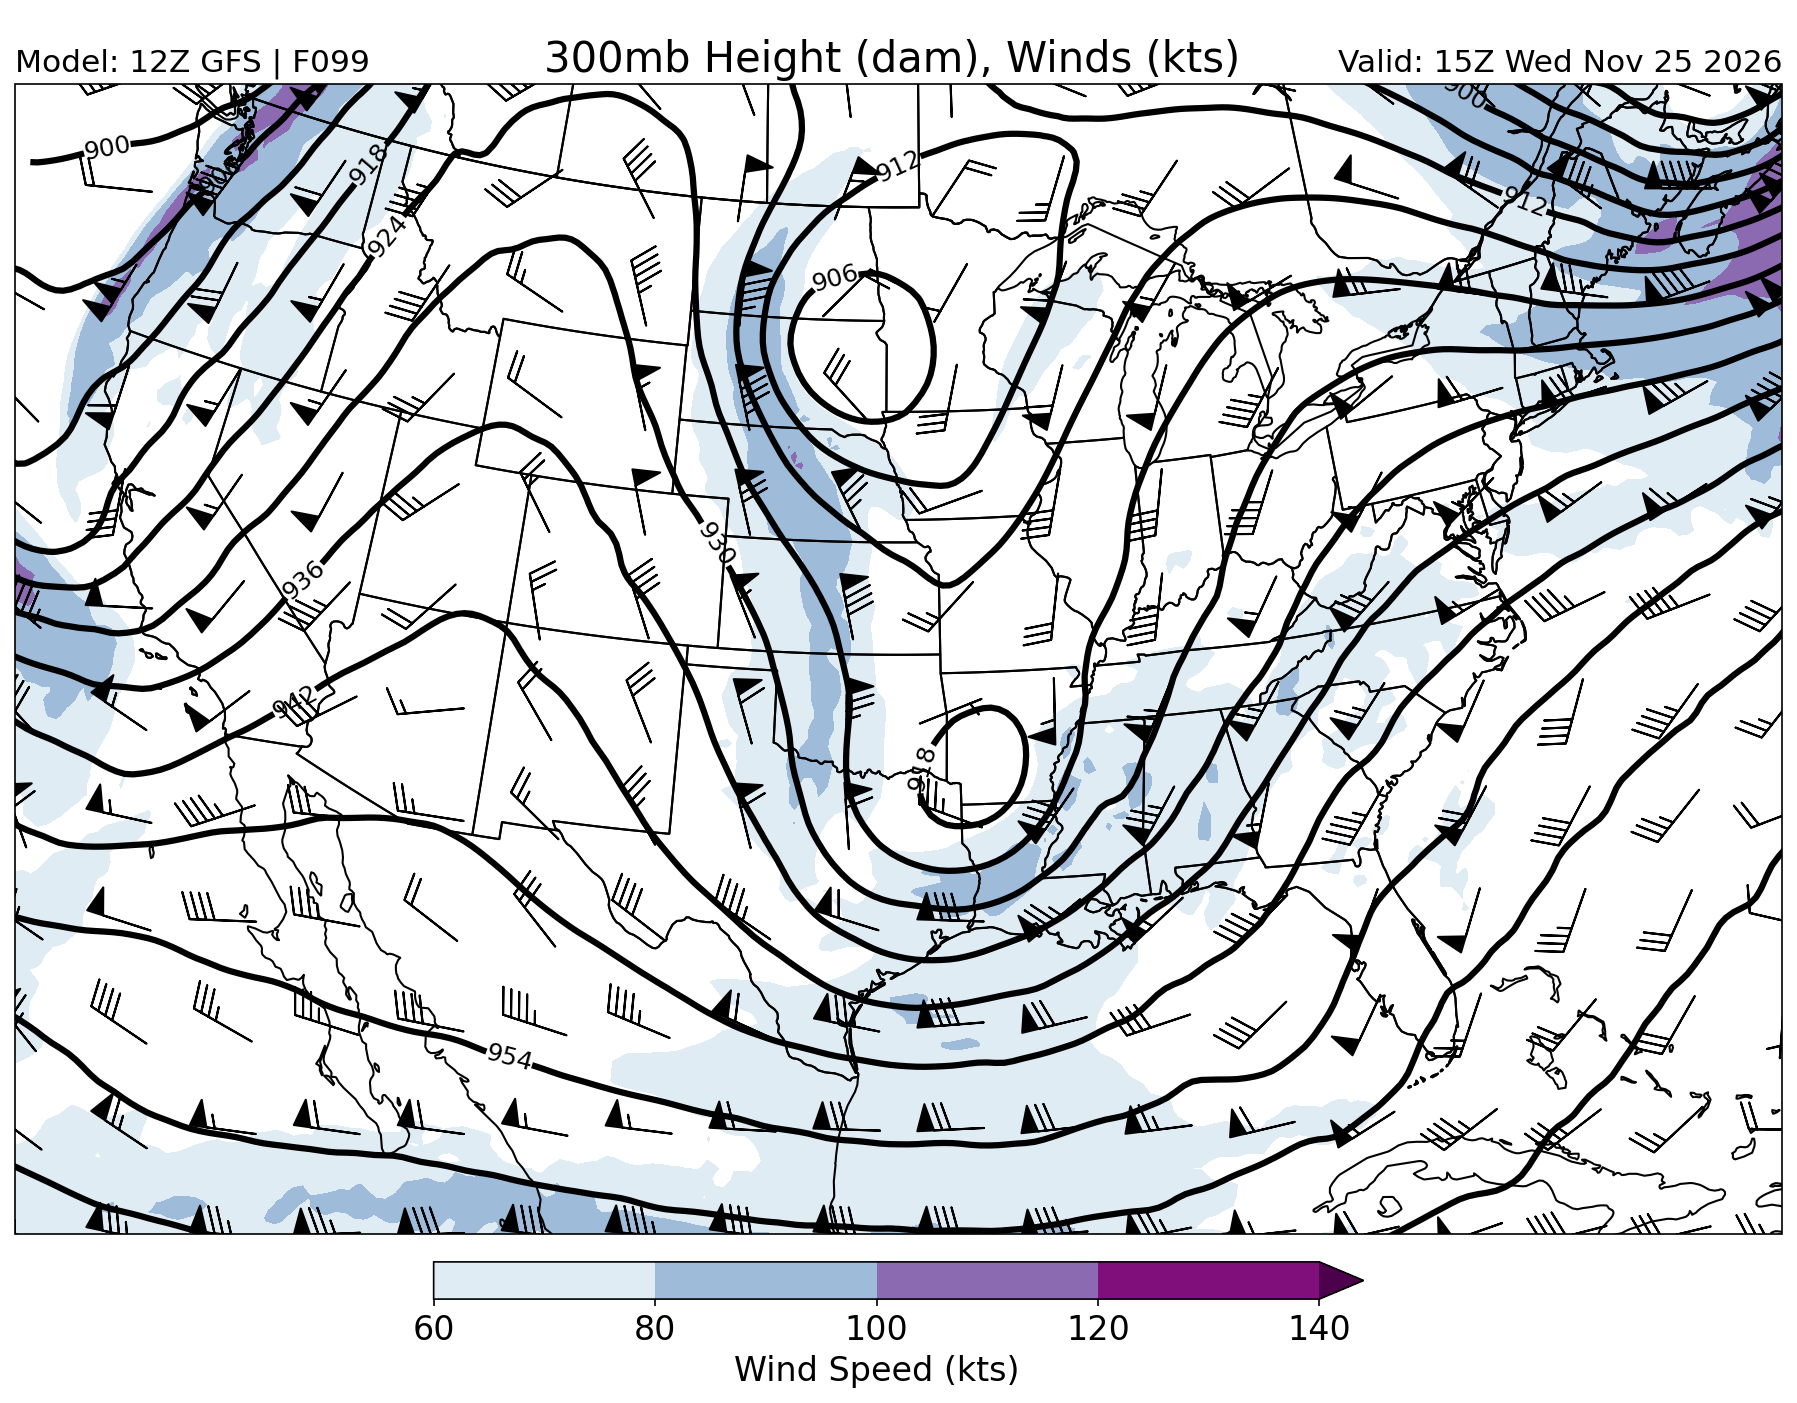 Model: 12Z GFS | F099
300mb Height (dam), Winds (kts)
Valid: 15Z Wed Nov 25 2026
900
900
918
912
912
924
906
930
936
942
918
954
60 80 100 120 140
Wind Speed (kts)